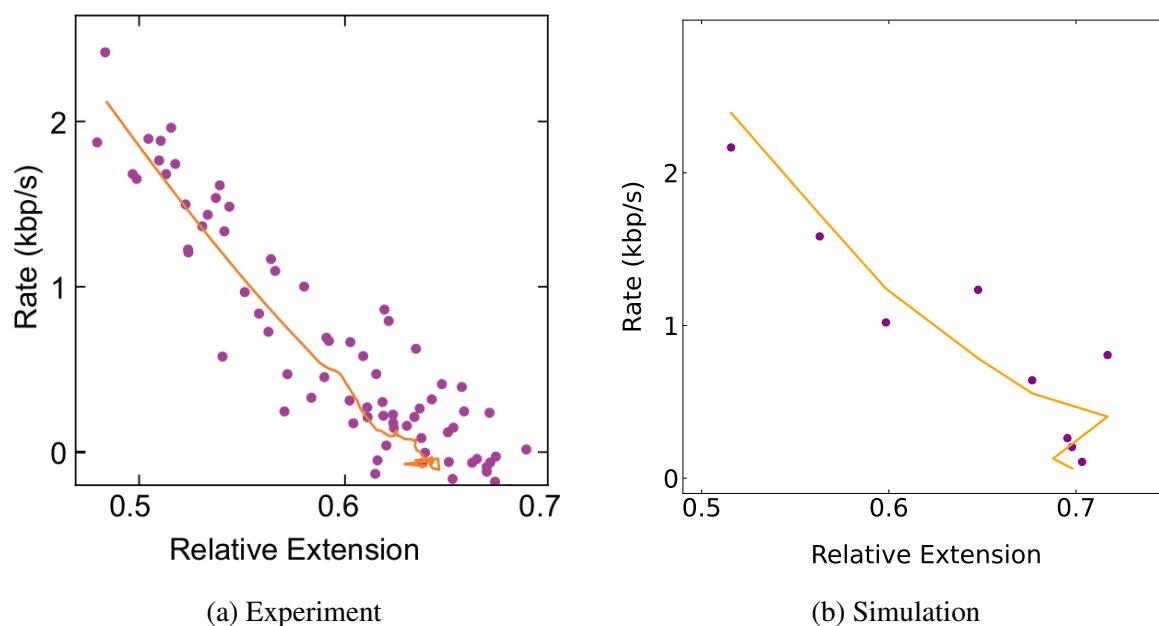 2
1
0
Rate (kbp/s)
0.5 0.6 0.7
Relative Extension
(a) Experiment
2
1
0
Rate (kbp/s)
0.5 0.6 0.7
Relative Extension
(b) Simulation